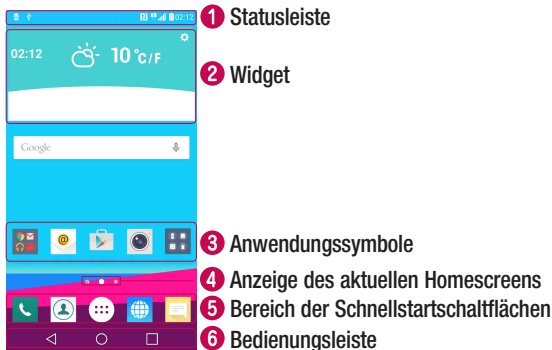 02:12
1 Statusleiste
02:12 10°C/F
2 Widget
Google
@
3 Anwendungssymbole
4 Anzeige des aktuellen Homescreens
5 Bereich der Schnellstartschaltflächen
6 Bedienungsleiste